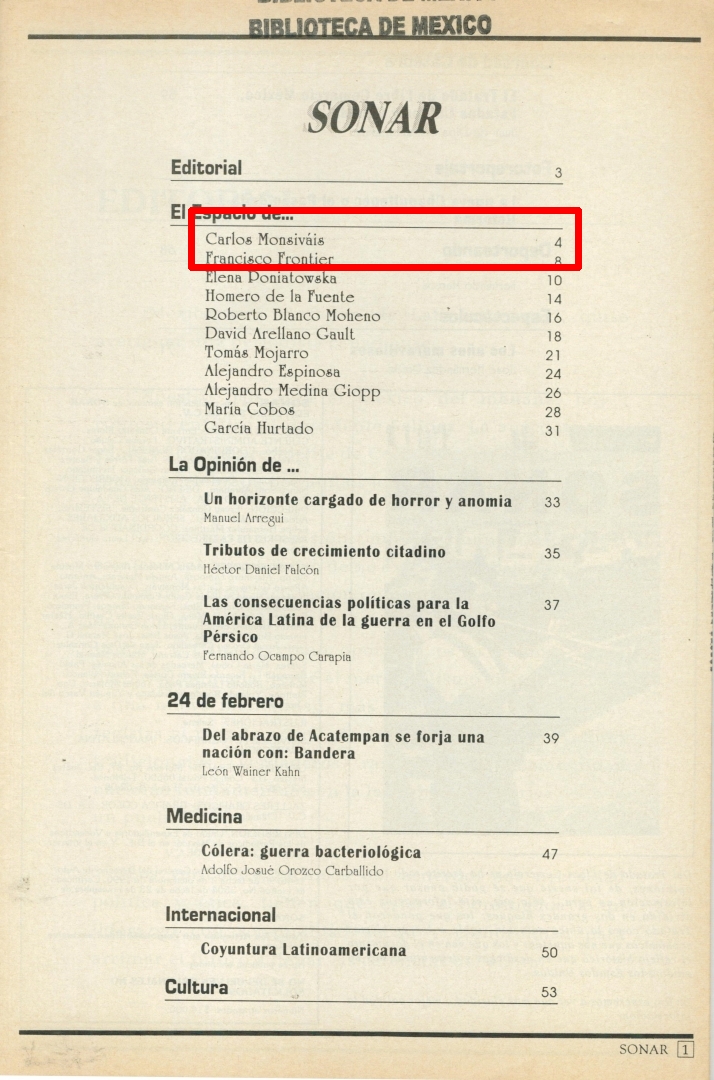 BIBLIOTECA DE MEXICO
BIBLIOTECA DE MEXICO
SONAR
Editorial 3
El Espacio de...
Carlos Monsiváis 4
Francisco Frontier 8
Elena Poniatowska 10
Homero de la Fuente 14
Roberto Blanco Moheno 16
David Arellano Gault 18
Tomás Mojarro 21
Alejandro Espinosa 24
Alejandro Medina Giopp 26
María Cobos 28
García Hurtado 31
La Opinión de ...
Un horizonte cargado de horror y anomia 33
Manuel Arregui
Tributos de crecimiento citadino 35
Héctor Daniel Falcón
Las consecuencias políticas para la 37
América Latina de la guerra en el Golfo
Pérsico
Fernando Ocampo Carapia
24 de febrero
Del abrazo de Acatempan se forja una 39
nación con: Bandera
León Wainer Kahn
Medicina
Cólera: guerra bacteriológica 47
Adolfo Josué Orozco Carballido
Internacional
Coyuntura Latinoamericana 50
Cultura 53
SONAR 1